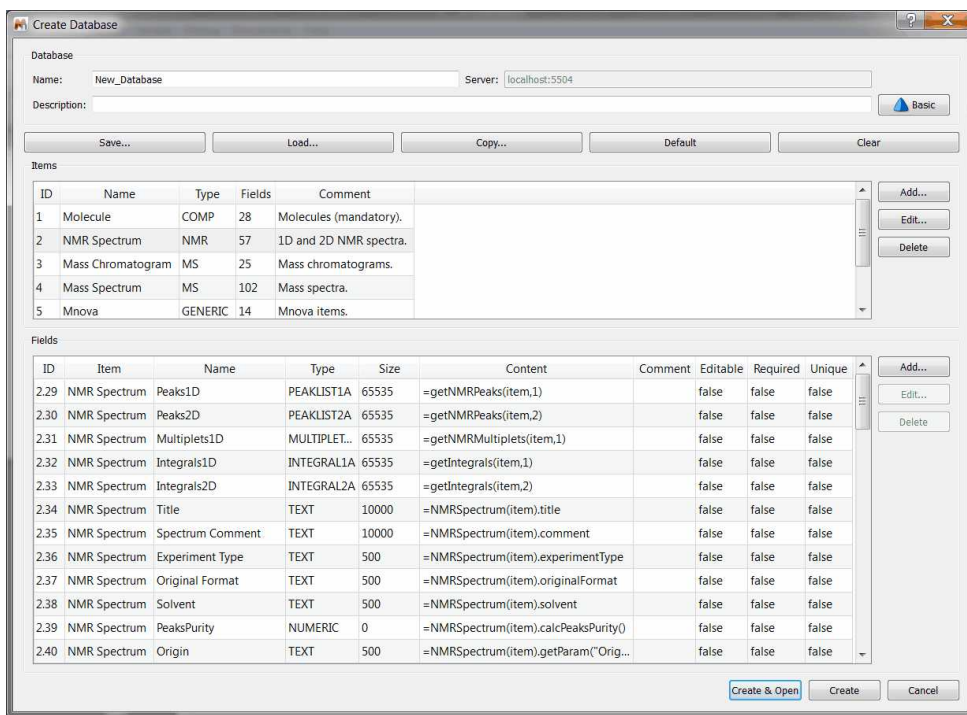 Create Database
Database
Name: New_Database Server: localhost:5504
Description: Basic
Save... Load... Copy... Default Clear
Items
ID Name Type Fields Comment Add...
1 Molecule COMP 28 Molecules (mandatory). Edit...
2 NMR Spectrum NMR 57 1D and 2D NMR spectra. Delete
3 Mass Chromatogram MS 25 Mass chromatograms.
4 Mass Spectrum MS 102 Mass spectra.
5 Mnova GENERIC 14 Mnova items.
Fields
ID Item Name Type Size Content Comment Editable Required Unique Add...
2.29 NMR Spectrum Peaks1D PEAKLIST1A 65535 =getNMRPeaks(item,1) false false false Edit...
2.30 NMR Spectrum Peaks2D PEAKLIST2A 65535 =getNMRPeaks(item,2) false false false Delete
2.31 NMR Spectrum Multiplets1D MULTIPLET... 65535 =getNMRMultiplets(item,1) false false false
2.32 NMR Spectrum Integrals1D INTEGRAL1A 65535 =getIntegrals(item,1) false false false
2.33 NMR Spectrum Integrals2D INTEGRAL2A 65535 =getIntegrals(item,2) false false false
2.34 NMR Spectrum Title TEXT 10000 =NMRSpectrum(item).title false false false
2.35 NMR Spectrum Spectrum Comment TEXT 10000 =NMRSpectrum(item).comment false false false
2.36 NMR Spectrum Experiment Type TEXT 500 =NMRSpectrum(item).experimentType false false false
2.37 NMR Spectrum Original Format TEXT 500 =NMRSpectrum(item).originalFormat false false false
2.38 NMR Spectrum Solvent TEXT 500 =NMRSpectrum(item).solvent false false false
2.39 NMR Spectrum PeaksPurity NUMERIC 0 =NMRSpectrum(item).calcPeaksPurity() false false false
2.40 NMR Spectrum Origin TEXT 500 =NMRSpectrum(item).getParam("Orig... false false false
Create & Open Create Cancel